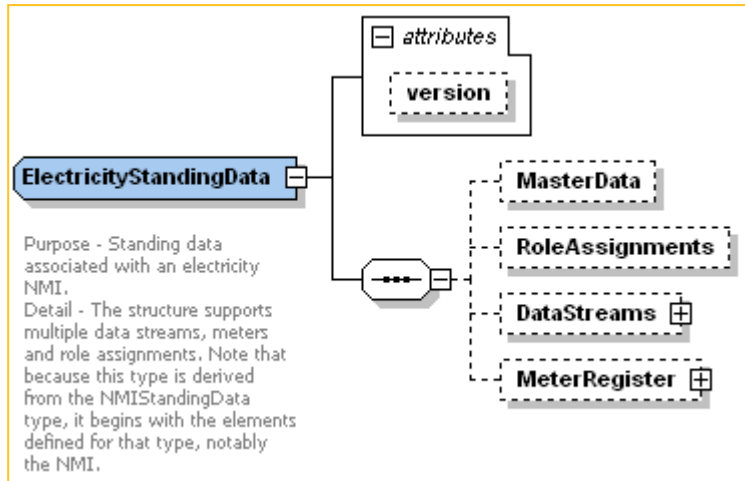 attributes
version
ElectricityStandingData
Purpose - Standing data
associated with an electricity
NMI.
Detail - The structure supports
multiple data streams, meters
and role assignments. Note that
because this type is derived
from the NMIStandingData
type, it begins with the elements
defined for that type, notably
the NMI.
MasterData
RoleAssignments
DataStreams
MeterRegister